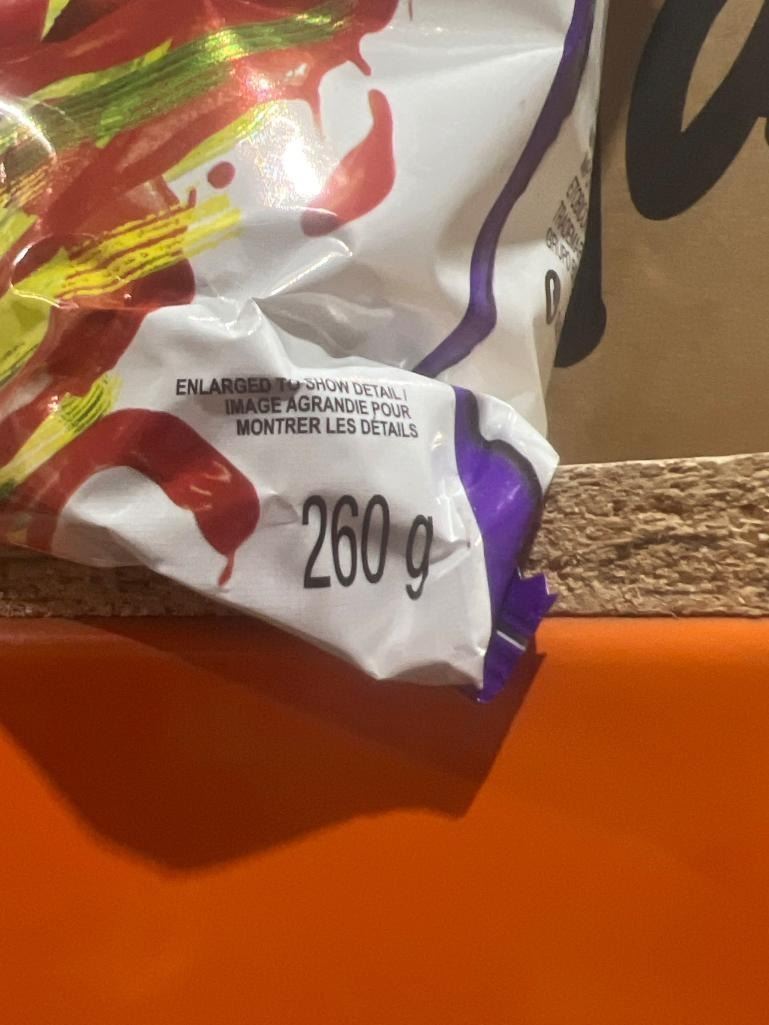 ENLARGED TO SHOW DETAIL /
IMAGE AGRANDIE POUR
MONTRER LES DÉTAILS
260 g